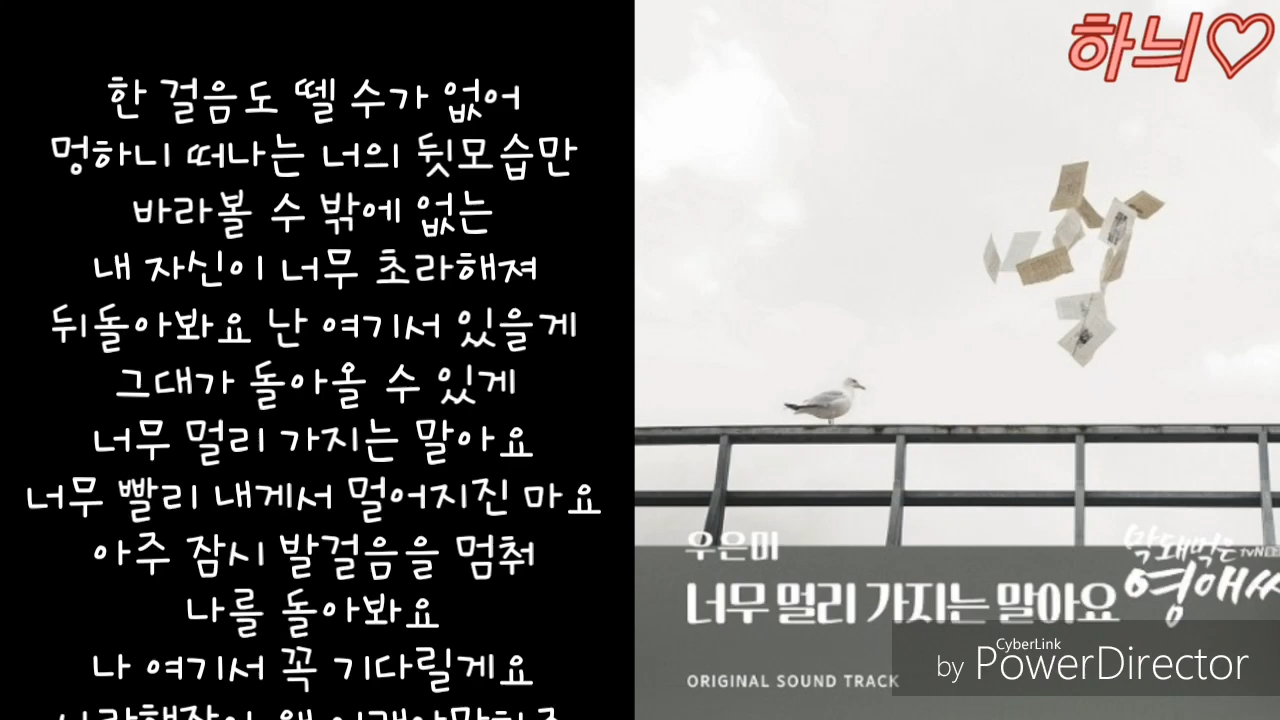 한 걸음도 뗄 수가 없어
멍하니 떠나는 너의 뒷모습만
바라볼 수 밖에 없는
내 자신이 너무 초라해져
뒤돌아봐요 난 여기서 있을게
그대가 돌아올 수 있게
너무 멀리 가지는 말아요
너무 빨리 내게서 멀어지진 마요
아주 잠시 발걸음을 멈춰
나를 돌아봐요
나 여기서 꼭 기다릴게요
하늬♡
우은미
너무 멀리 가지는 말아요
막돼먹은
영애씨
ORIGINAL SOUND TRACK
CyberLink
by PowerDirector